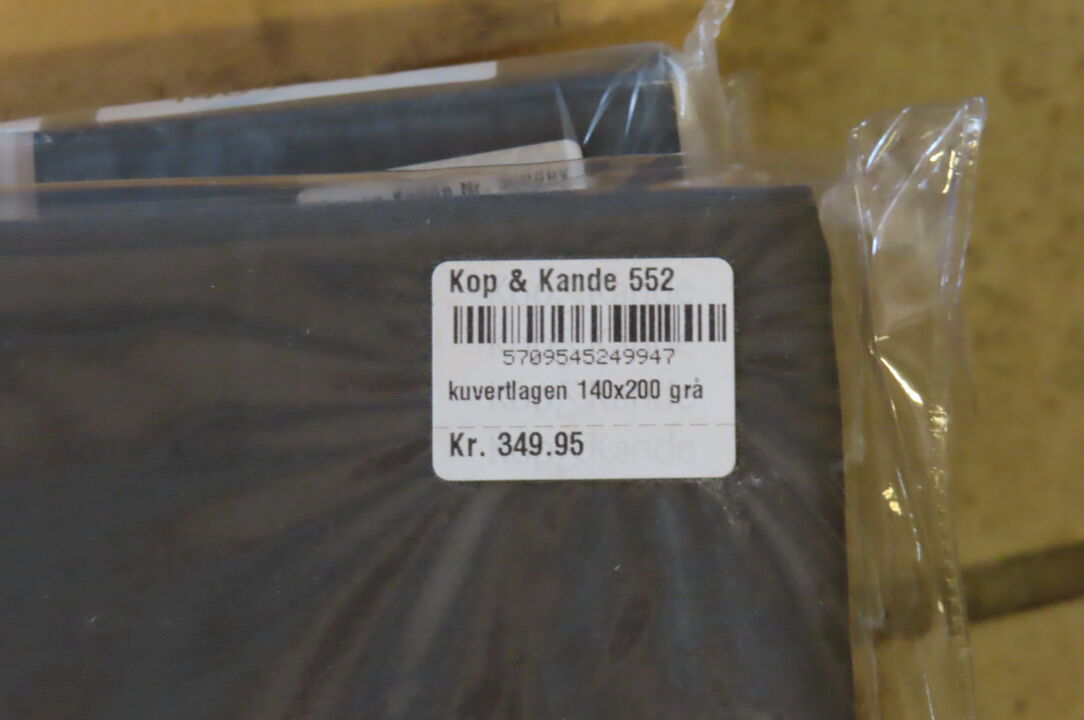 Kop & Kande 552
5709545249947
kuvertlagen 140x200 grå
Kr. 349.95